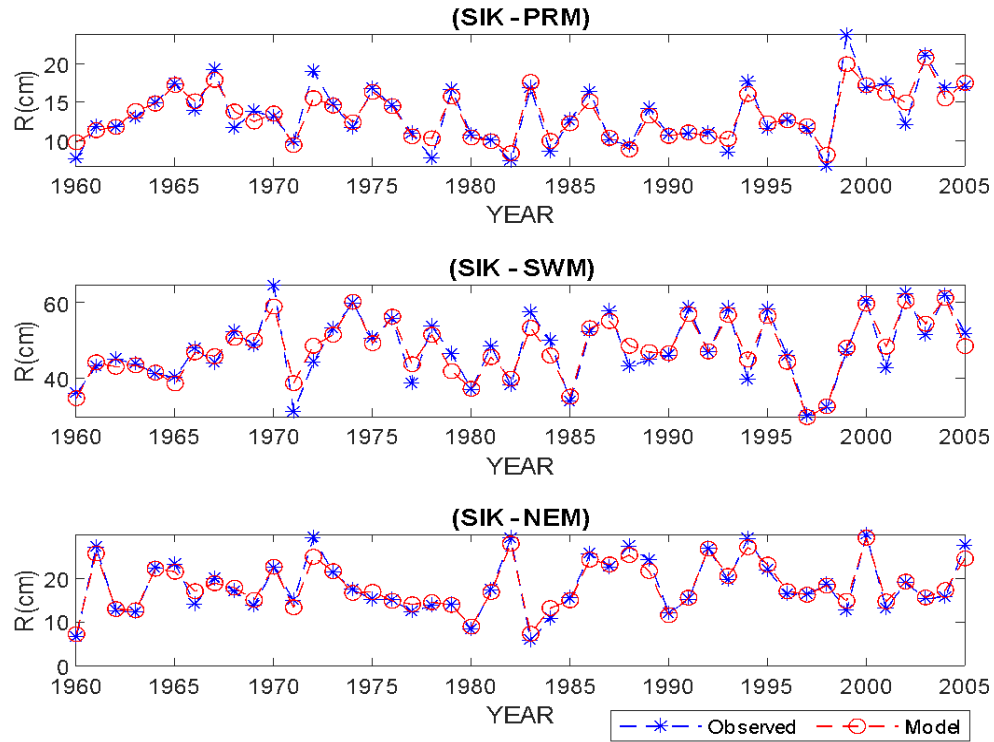 (SIK - PRM)
R(cm)
20
15
10
1960 1965 1970 1975 1980 1985 1990 1995 2000 2005
YEAR
(SIK - SWM)
R(cm)
60
40
1960 1965 1970 1975 1980 1985 1990 1995 2000 2005
YEAR
(SIK - NEM)
R(cm)
20
10
0
1960 1965 1970 1975 1980 1985 1990 1995 2000 2005
YEAR
Observed Model